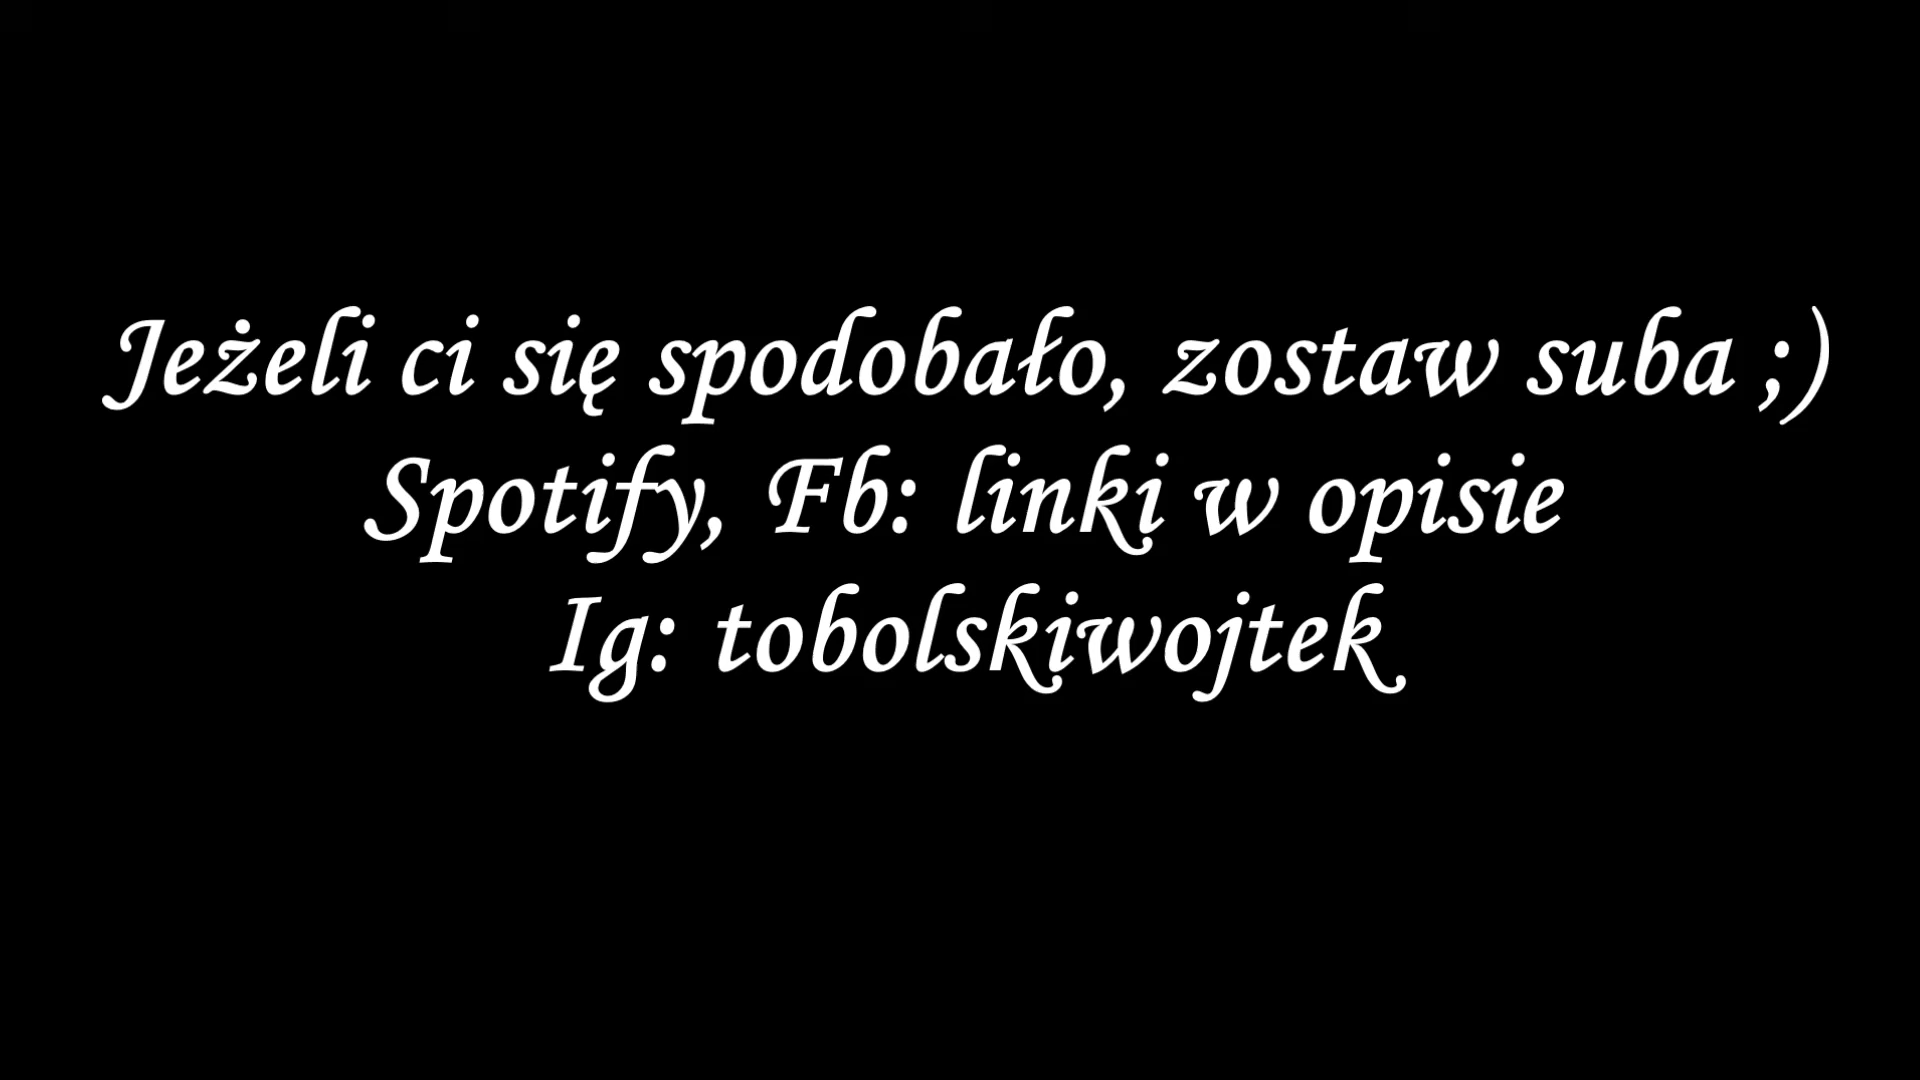 Jeżeli ci się spodobało, zostaw suba ;)
Spotify, Fb: linki w opisie
Ig: tobolskiwojtek